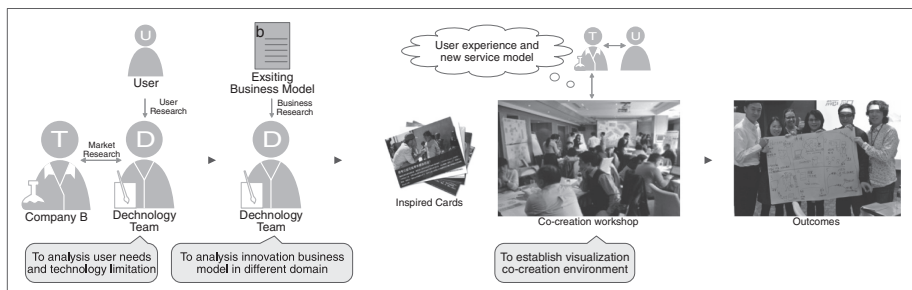 U
User
User
Research
T
Market
Research
D
Company B
Dechnology
Team
To analysis user needs
and technology limitation
b
Exsiting
Business Model
Business
Research
D
Dechnology
Team
To analysis innovation business
model in different domain
Inspired Cards
User experience and
new service model
T
U
Co-creation workshop
To establish visualization
co-creation environment
Outcomes